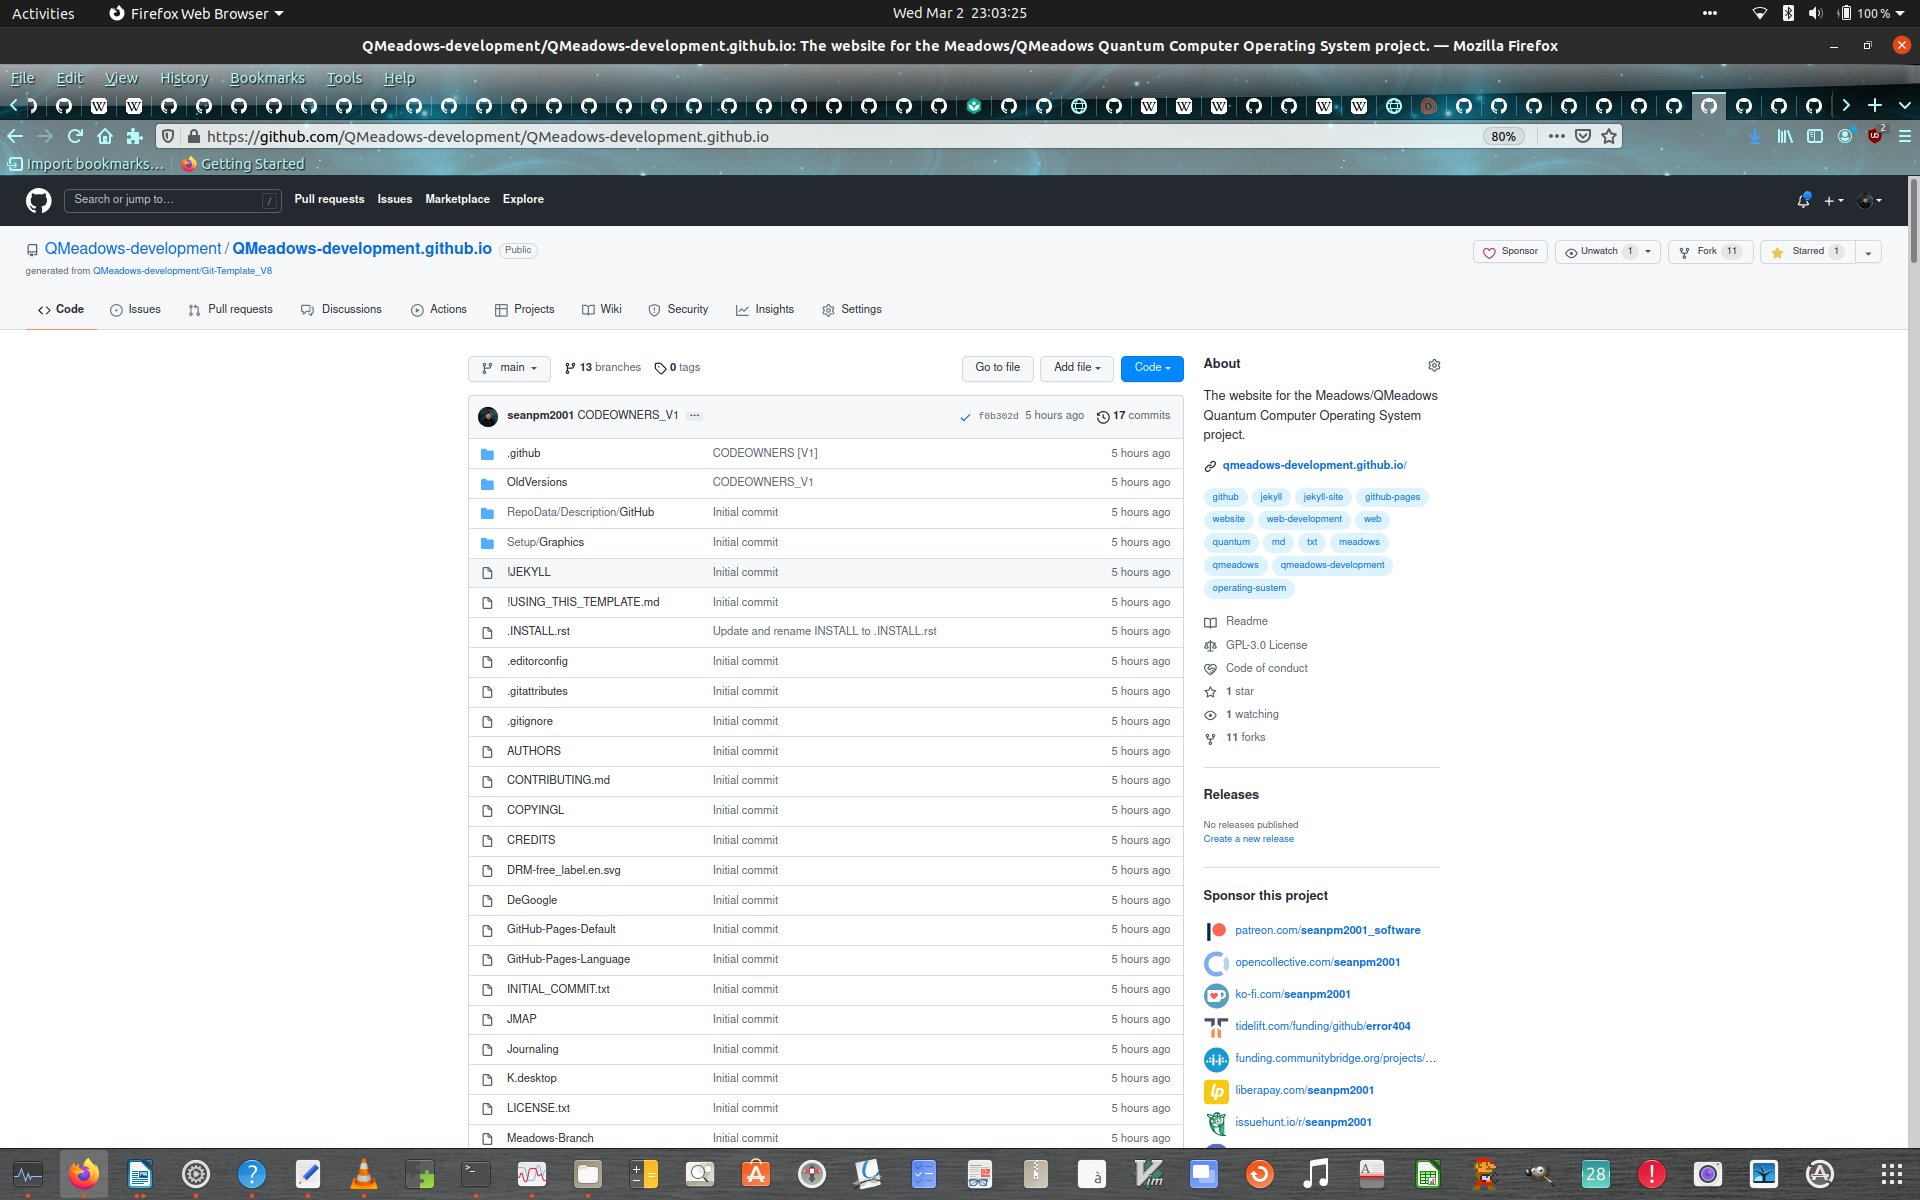 Activities
Firefox Web Browser
Wed Mar 2 23:03:25
100 %
QMeadows-development/QMeadows-development.github.io: The website for the Meadows/QMeadows Quantum Computer Operating System project. — Mozilla Firefox
File Edit View History Bookmarks Tools Help
https://github.com/QMeadows-development/QMeadows-development.github.io
80%
2
Import bookmarks...
Getting Started
Search or jump to...
/
Pull requests Issues Marketplace Explore
QMeadows-development / QMeadows-development.github.io Public
Sponsor
Unwatch 1
Fork 11
Starred 1
generated from QMeadows-development/Git-Template_V8
Code Issues Pull requests Discussions Actions Projects Wiki Security Insights Settings
main
13 branches
0 tags
Go to file
Add file
Code
seanpm2001 CODEOWNERS_V1 ...
f0b302d 5 hours ago
17 commits
.github CODEOWNERS [V1] 5 hours ago
OldVersions CODEOWNERS_V1 5 hours ago
RepoData/Description/GitHub Initial commit 5 hours ago
Setup/Graphics Initial commit 5 hours ago
!JEKYLL Initial commit 5 hours ago
!USING_THIS_TEMPLATE.md Initial commit 5 hours ago
.INSTALL.rst Update and rename INSTALL to .INSTALL.rst 5 hours ago
.editorconfig Initial commit 5 hours ago
.gitattributes Initial commit 5 hours ago
.gitignore Initial commit 5 hours ago
AUTHORS Initial commit 5 hours ago
CONTRIBUTING.md Initial commit 5 hours ago
COPYINGL Initial commit 5 hours ago
CREDITS Initial commit 5 hours ago
DRM-free_label.en.svg Initial commit 5 hours ago
DeGoogle Initial commit 5 hours ago
GitHub-Pages-Default Initial commit 5 hours ago
GitHub-Pages-Language Initial commit 5 hours ago
INITIAL_COMMIT.txt Initial commit 5 hours ago
JMAP Initial commit 5 hours ago
Journaling Initial commit 5 hours ago
K.desktop Initial commit 5 hours ago
LICENSE.txt Initial commit 5 hours ago
Meadows-Branch Initial commit 5 hours ago
About
The website for the Meadows/QMeadows
Quantum Computer Operating System
project.
qmeadows-development.github.io/
github jekyll jekyll-site github-pages
website web-development web
quantum md txt meadows
qmeadows qmeadows-development
operating-sustem
Readme
GPL-3.0 License
Code of conduct
1 star
1 watching
11 forks
Releases
No releases published
Create a new release
Sponsor this project
patreon.com/seanpm2001_software
opencollective.com/seanpm2001
ko-fi.com/seanpm2001
tidelift.com/funding/github/error404
funding.communitybridge.org/projects/...
lp
liberapay.com/seanpm2001
issuehunt.io/r/seanpm2001
28